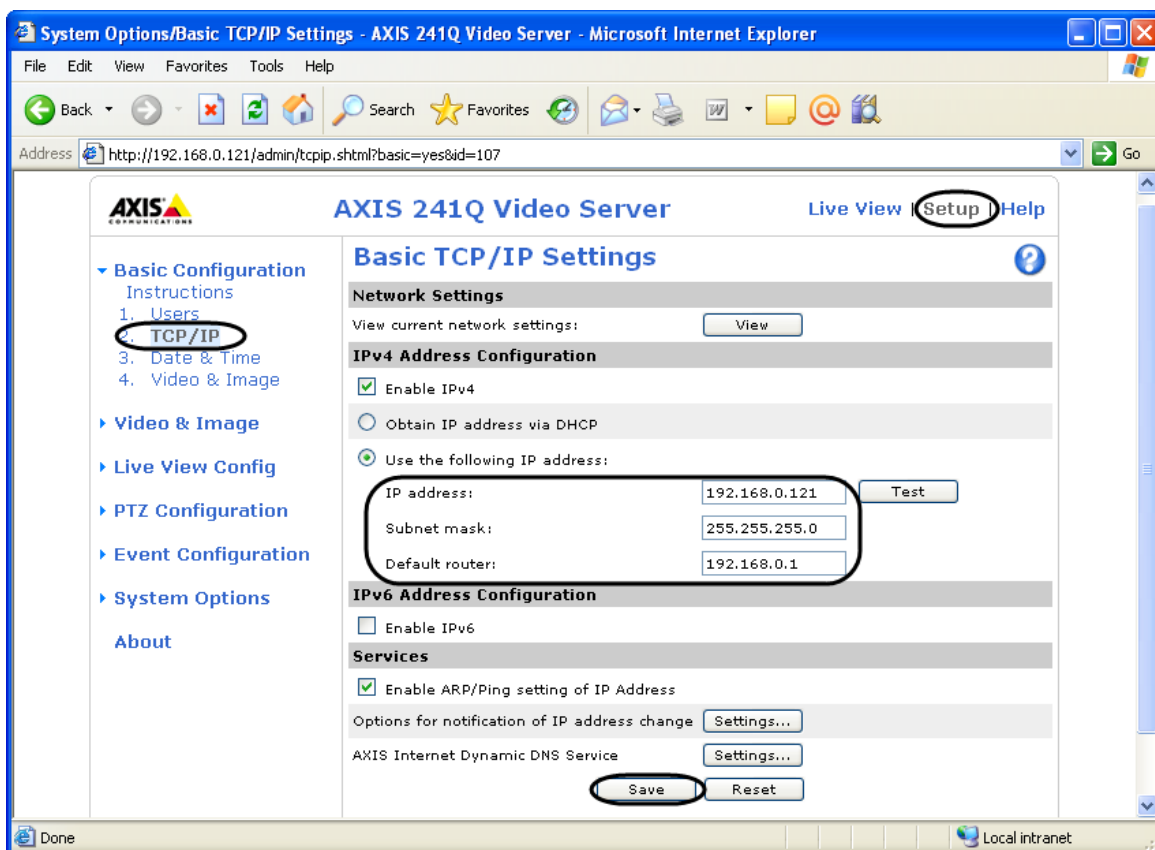 System Options/Basic TCP/IP Settings - AXIS 241Q Video Server - Microsoft Internet Explorer
File Edit View Favorites Tools Help
Back Search Favorites
Address http://192.168.0.121/admin/tcpip.shtml?basic=yes&id=107 Go
AXIS COMMUNICATIONS
AXIS 241Q Video Server
Live View | Setup | Help
Basic Configuration
Instructions
1. Users
2. TCP/IP
3. Date & Time
4. Video & Image
Video & Image
Live View Config
PTZ Configuration
Event Configuration
System Options
About
Basic TCP/IP Settings
Network Settings
View current network settings: View
IPv4 Address Configuration
Enable IPv4
Obtain IP address via DHCP
Use the following IP address:
IP address: 192.168.0.121 Test
Subnet mask: 255.255.255.0
Default router: 192.168.0.1
IPv6 Address Configuration
Enable IPv6
Services
Enable ARP/Ping setting of IP Address
Options for notification of IP address change Settings...
AXIS Internet Dynamic DNS Service Settings...
Save Reset
Done Local intranet